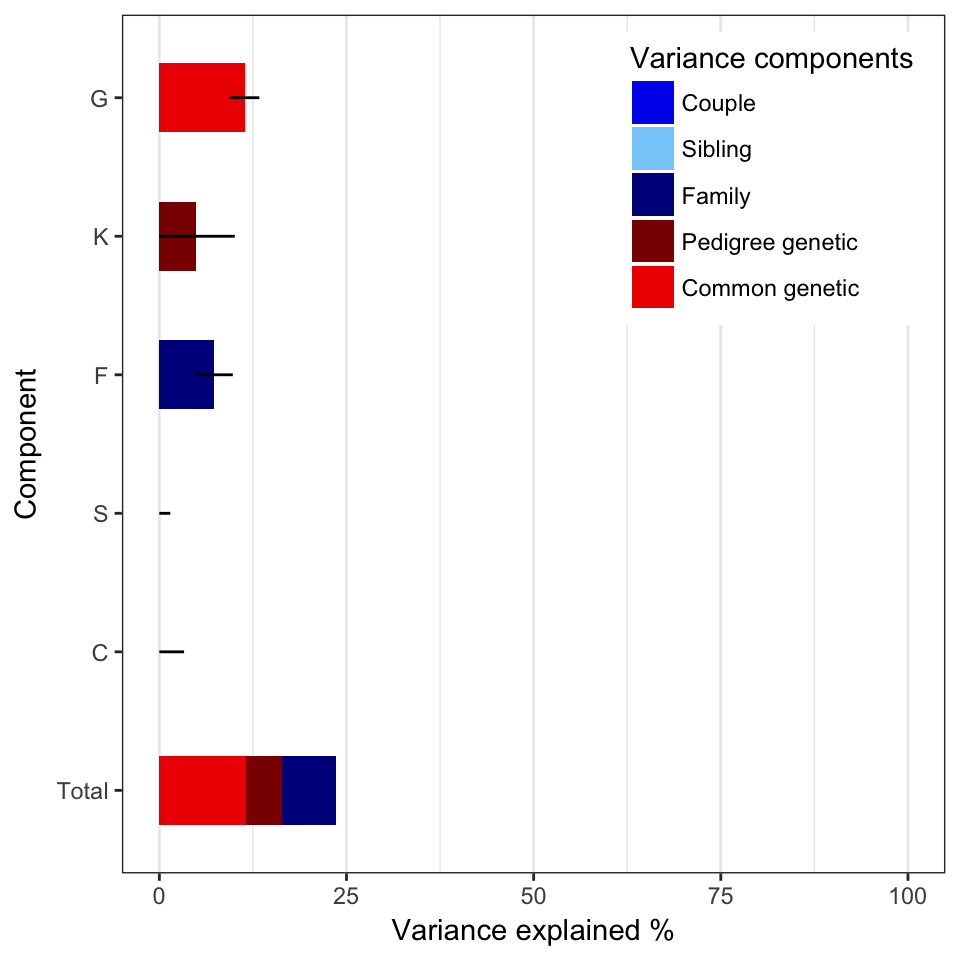 Variance components
Couple
Sibling
Family
Pedigree genetic
Common genetic
G
K
F
S
C
Total
Component
0 25 50 75 100
Variance explained %